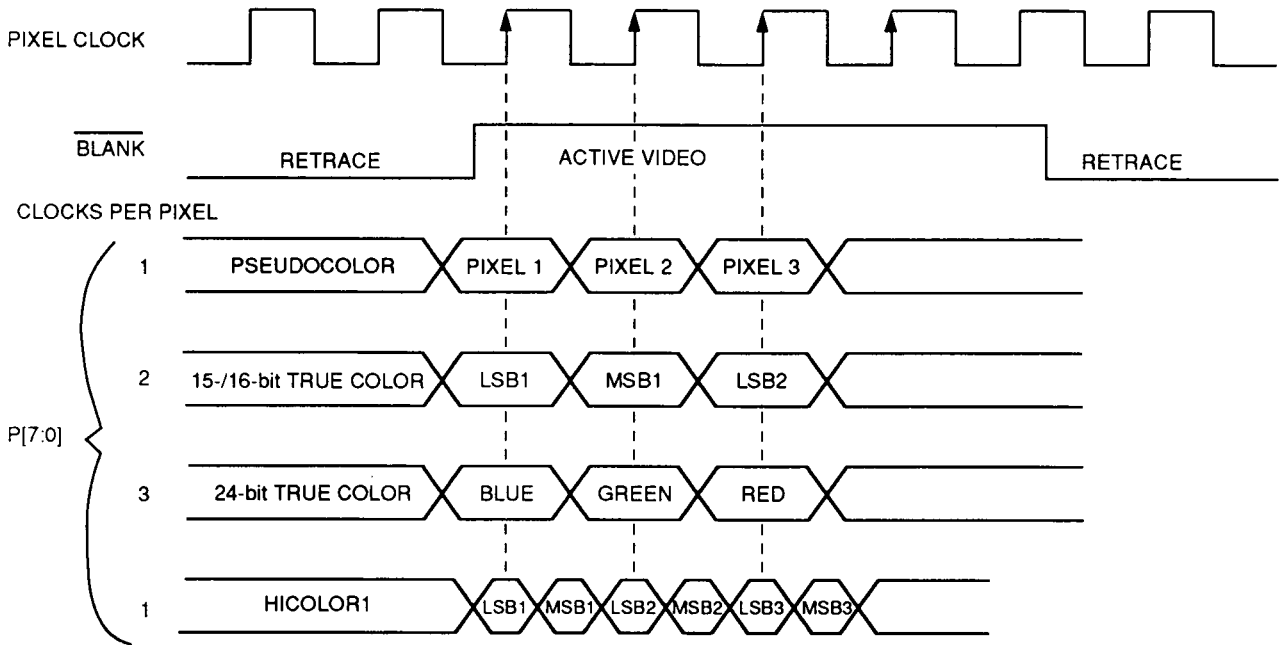 PIXEL CLOCK
BLANK
RETRACE ACTIVE VIDEO RETRACE
CLOCKS PER PIXEL
1 PSEUDOCOLOR PIXEL 1 PIXEL 2 PIXEL 3
2 15-/16-bit TRUE COLOR LSB1 MSB1 LSB2
P[7:0]
3 24-bit TRUE COLOR BLUE GREEN RED
1 HICOLOR1 LSB1 MSB1 LSB2 MSB2 LSB3 MSB3